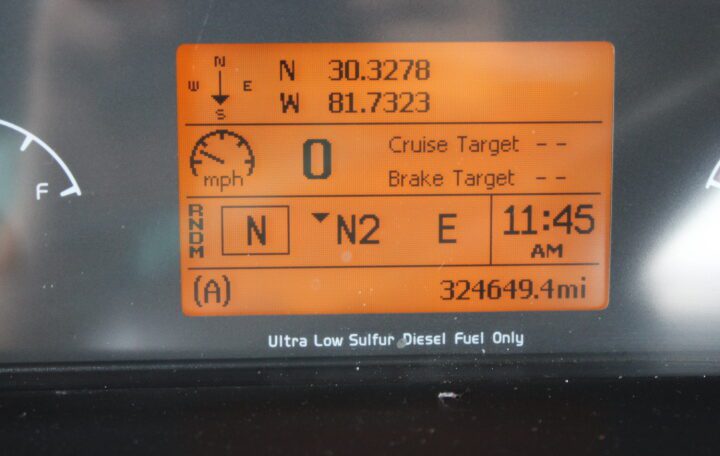 N
W E
S
N 30.3278
W 81.7323
mph
0
Cruise Target --
Brake Target --
RNDM
N
N2
E
11:45
AM
(A)
324649.4mi
F
Ultra Low Sulfur Diesel Fuel Only